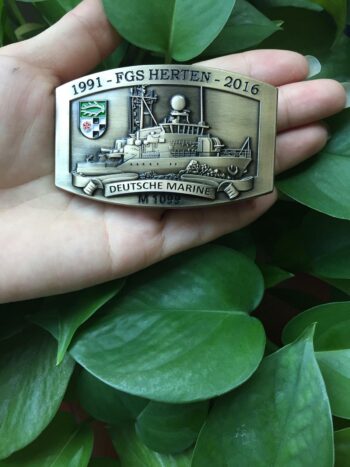 1991 - FGS HERTEN - 2016
DEUTSCHE MARINE
M 1099